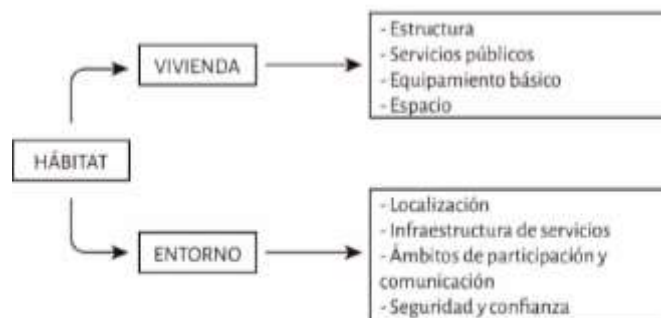 VIVIENDA
- Estructura
- Servicios públicos
- Equipamiento básico
- Espacio
HÁBITAT
ENTORNO
- Localización
- Infraestructura de servicios
- Ámbitos de participación y
comunicación
- Seguridad y confianza